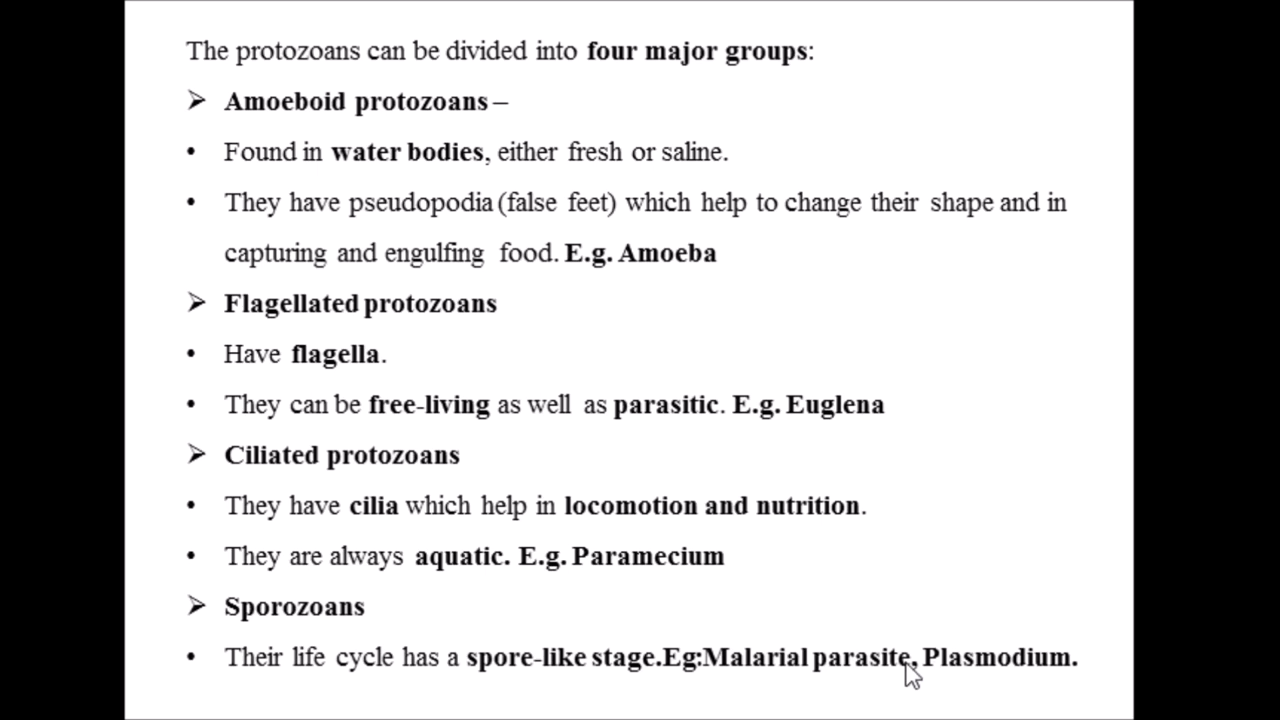 The protozoans can be divided into four major groups:
➢ Amoeboid protozoans –
• Found in water bodies, either fresh or saline.
• They have pseudopodia (false feet) which help to change their shape and in
capturing and engulfing food. E.g. Amoeba
➢ Flagellated protozoans
• Have flagella.
• They can be free-living as well as parasitic. E.g. Euglena
➢ Ciliated protozoans
• They have cilia which help in locomotion and nutrition.
• They are always aquatic. E.g. Paramecium
➢ Sporozoans
• Their life cycle has a spore-like stage.Eg:Malarial parasite, Plasmodium.